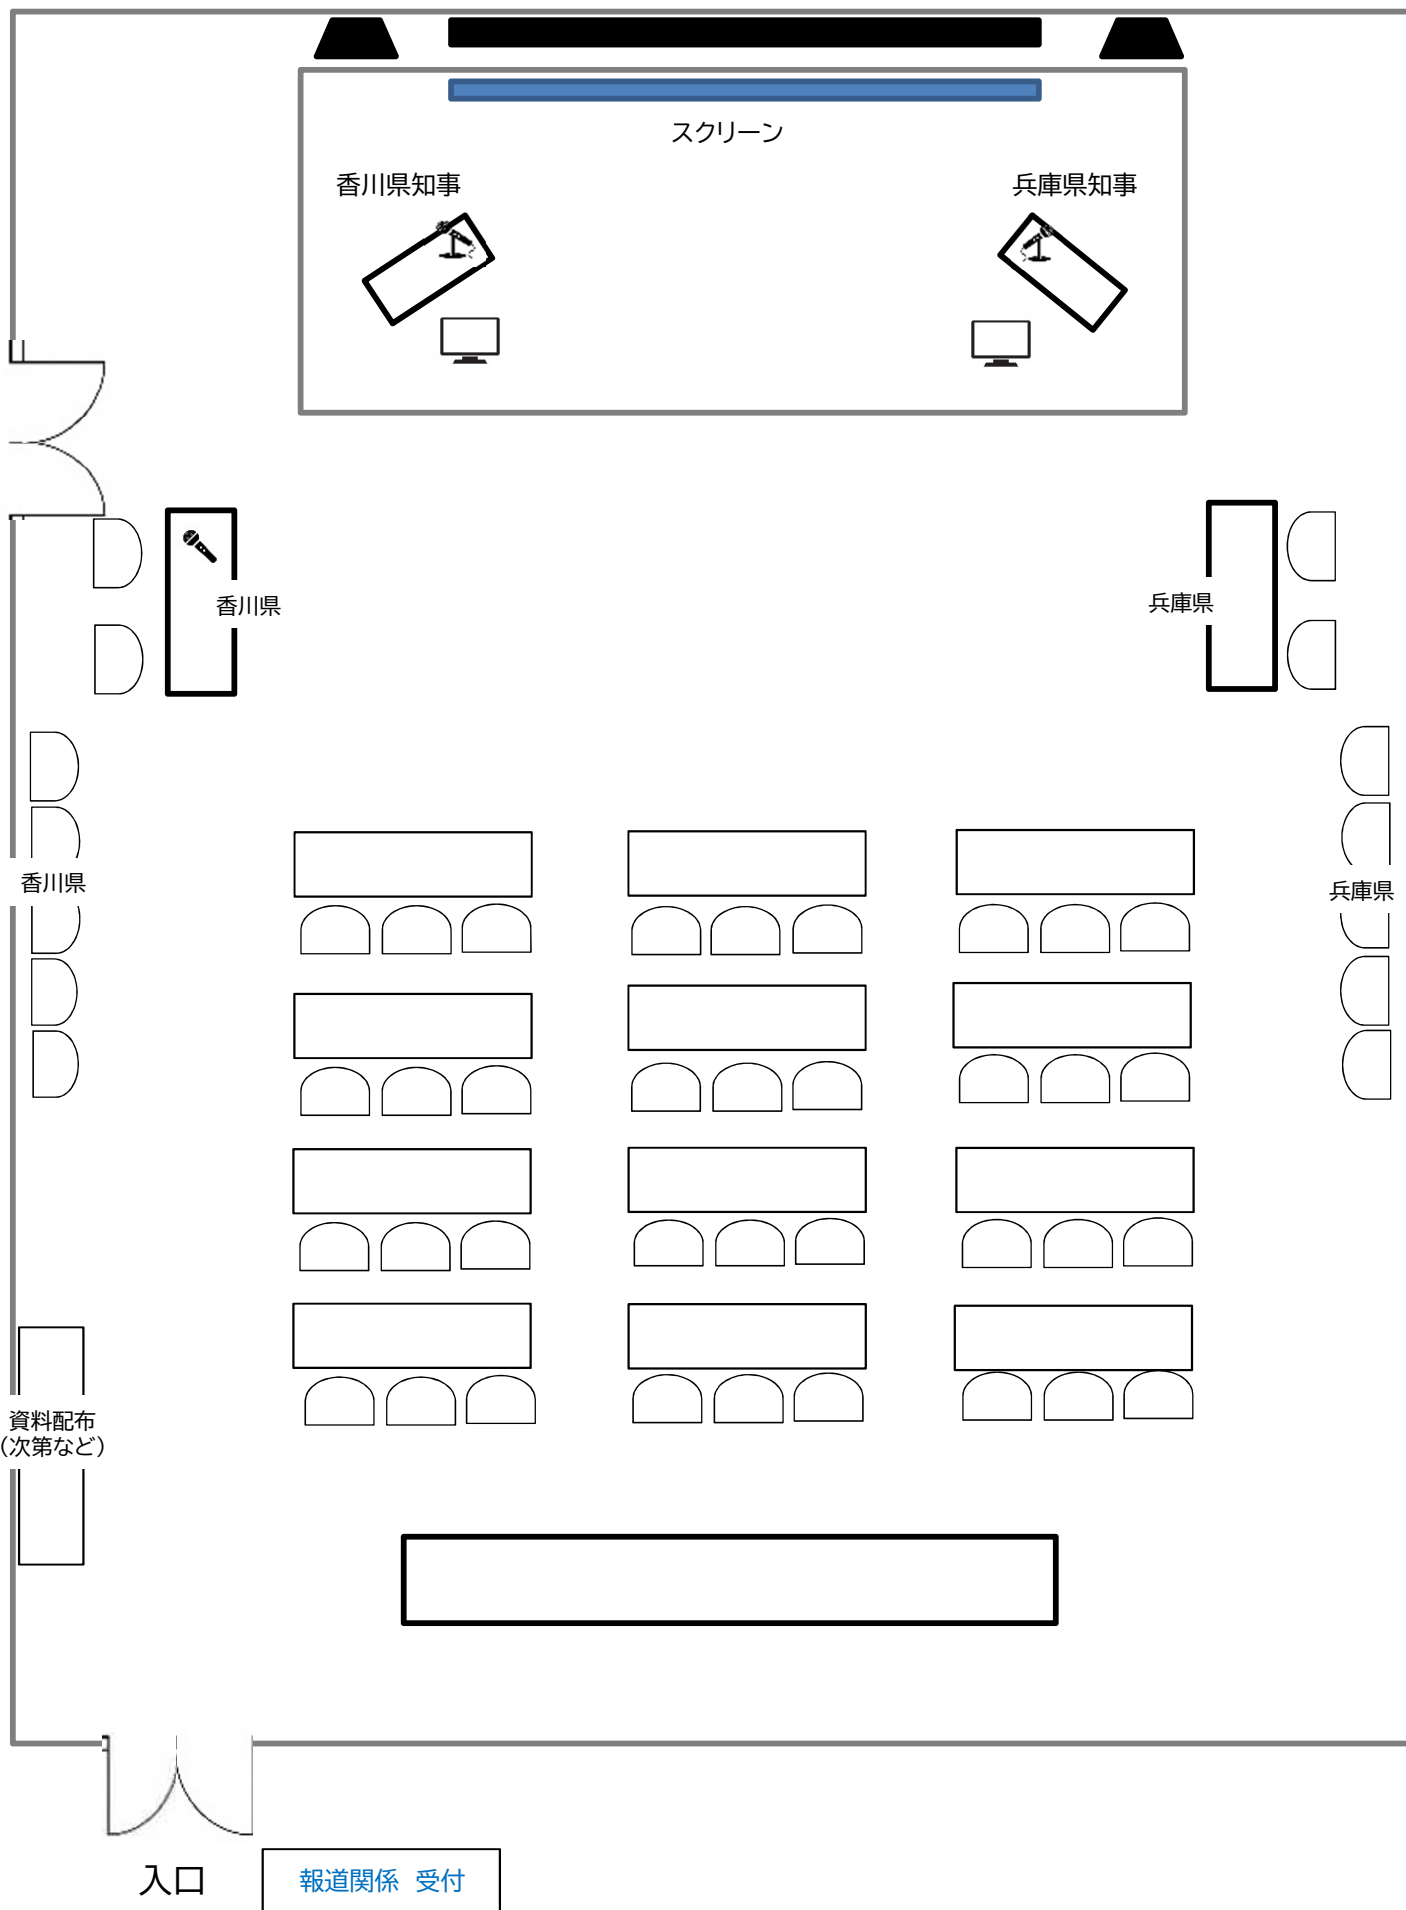 スクリーン
香川県知事
兵庫県知事
香川県
兵庫県
香川県
兵庫県
資料配布
（次第など）
入口
報道関係 受付